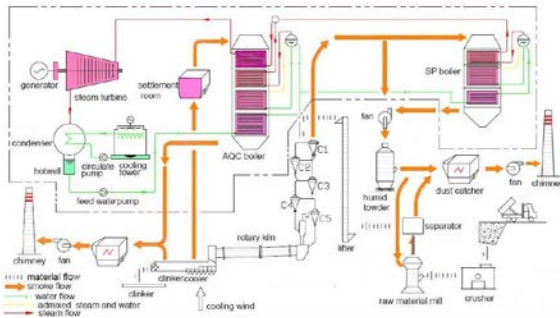 generator
steam turbine
settlement
room
SP boiler
condenser
circulate
pump
cooling
tower
AQC boiler
fan
C1
C2
C3
C4
C5
hotwell
feed waterpump
humid
towder
dust catcher
fan
chimney
separator
rotary kiln
lifter
chimney
fan
material flow
smoke flow
water flow
admixed steam and water
steam flow
clinker cooler
clinker
cooling wind
raw material mill
crusher